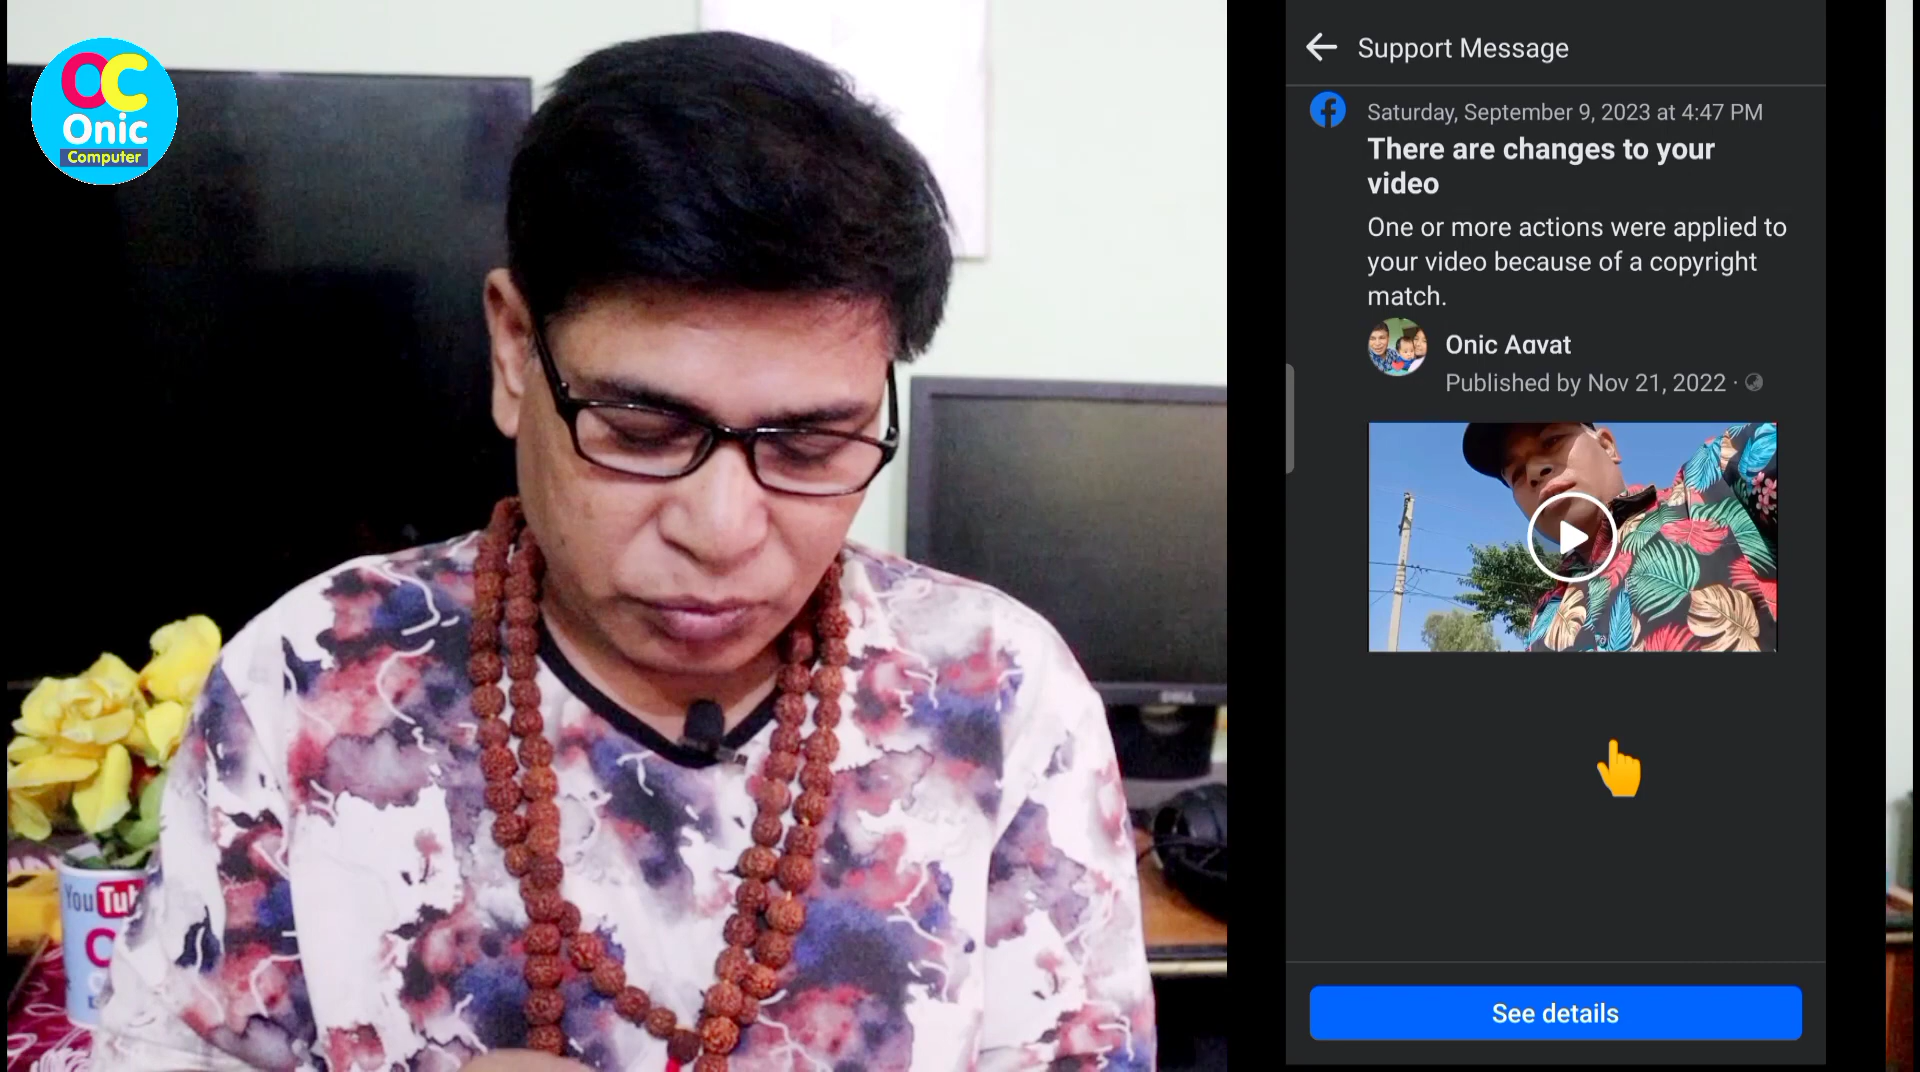 OC
Onic
Computer
You Tu
Support Message
Saturday, September 9, 2023 at 4:47 PM
There are changes to your
video
One or more actions were applied to
your video because of a copyright
match.
Onic Aavat
Published by Nov 21, 2022 ·
See details
DELL